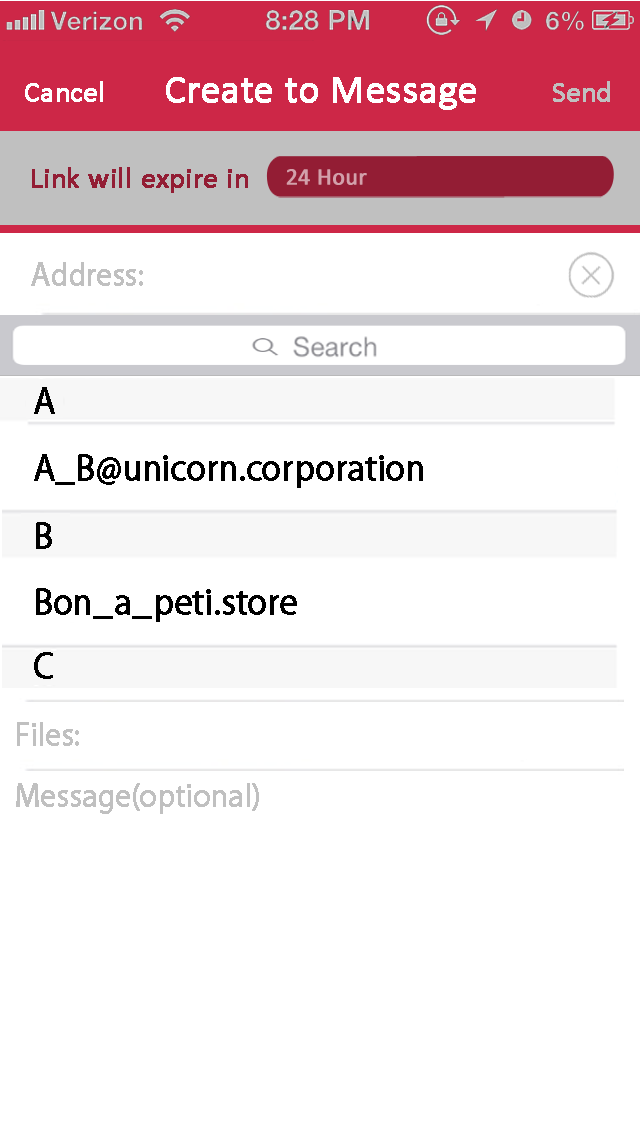 Verizon 8:28 PM 6%
Cancel Create to Message Send
Link will expire in 24 Hour
Address:
Search
A
A_B@unicorn.corporation
B
Bon_a_peti.store
C
Files:
Message(optional)